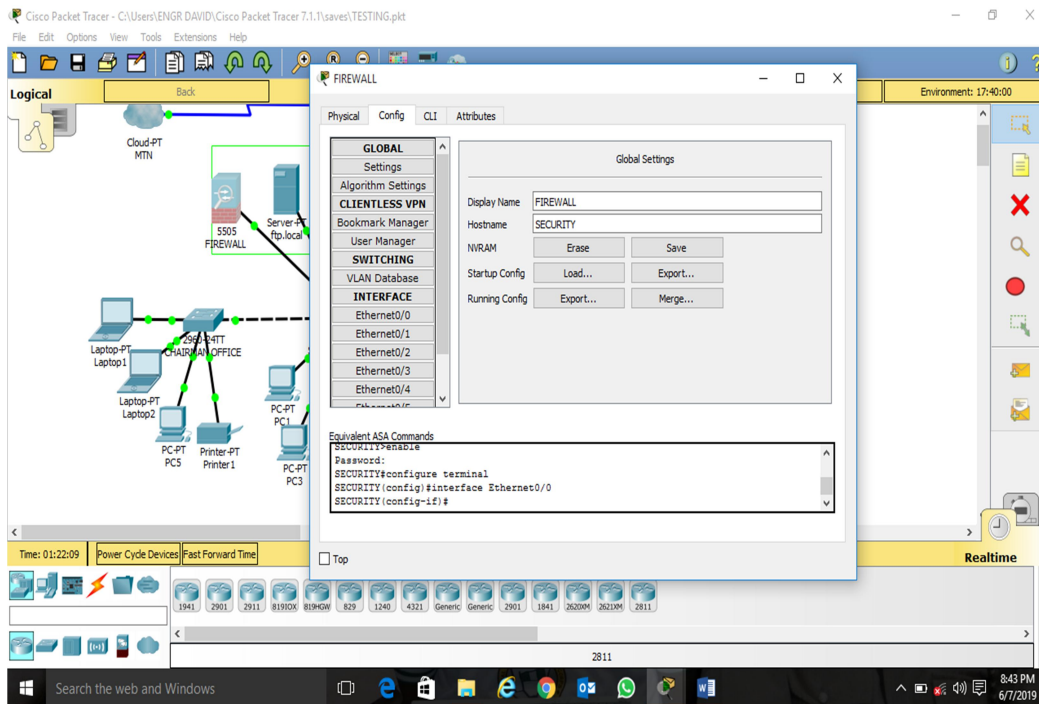 Cisco Packet Tracer - C:\Users\ENGR DAVID\Cisco Packet Tracer 7.1.1\saves\TESTING.pkt
File Edit Options View Tools Extensions Help
Logical
Back
Environment: 17:40:00
Cloud-PT
MTN
5505
FIREWALL
Server-PT
ftp.local
Laptop-PT
Laptop1
2960-24TT
CHAIRMAN OFFICE
Laptop-PT
Laptop2
PC-PT
PC5
Printer-PT
Printer1
PC-PT
PC1
PC-PT
PC3
FIREWALL
Physical Config CLI Attributes
GLOBAL
Settings
Algorithm Settings
CLIENTLESS VPN
Bookmark Manager
User Manager
SWITCHING
VLAN Database
INTERFACE
Ethernet0/0
Ethernet0/1
Ethernet0/2
Ethernet0/3
Ethernet0/4
Ethernet0/5
Global Settings
Display Name FIREWALL
Hostname SECURITY
NVRAM Erase Save
Startup Config Load... Export...
Running Config Export... Merge...
Equivalent ASA Commands
SECURITY>enable
Password:
SECURITY#configure terminal
SECURITY(config)#interface Ethernet0/0
SECURITY(config-if)#
Top
Time: 01:22:09 Power Cycle Devices Fast Forward Time
Realtime
1941 2901 2911 819IOX 819HGW 829 1240 4321 Generic Generic 2901 1841 2620XM 2621XM 2811
2811
Search the web and Windows
8:43 PM
6/7/2019